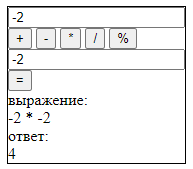 -2
+ - * / %
-2
=
выражение:
-2 * -2
ответ:
4